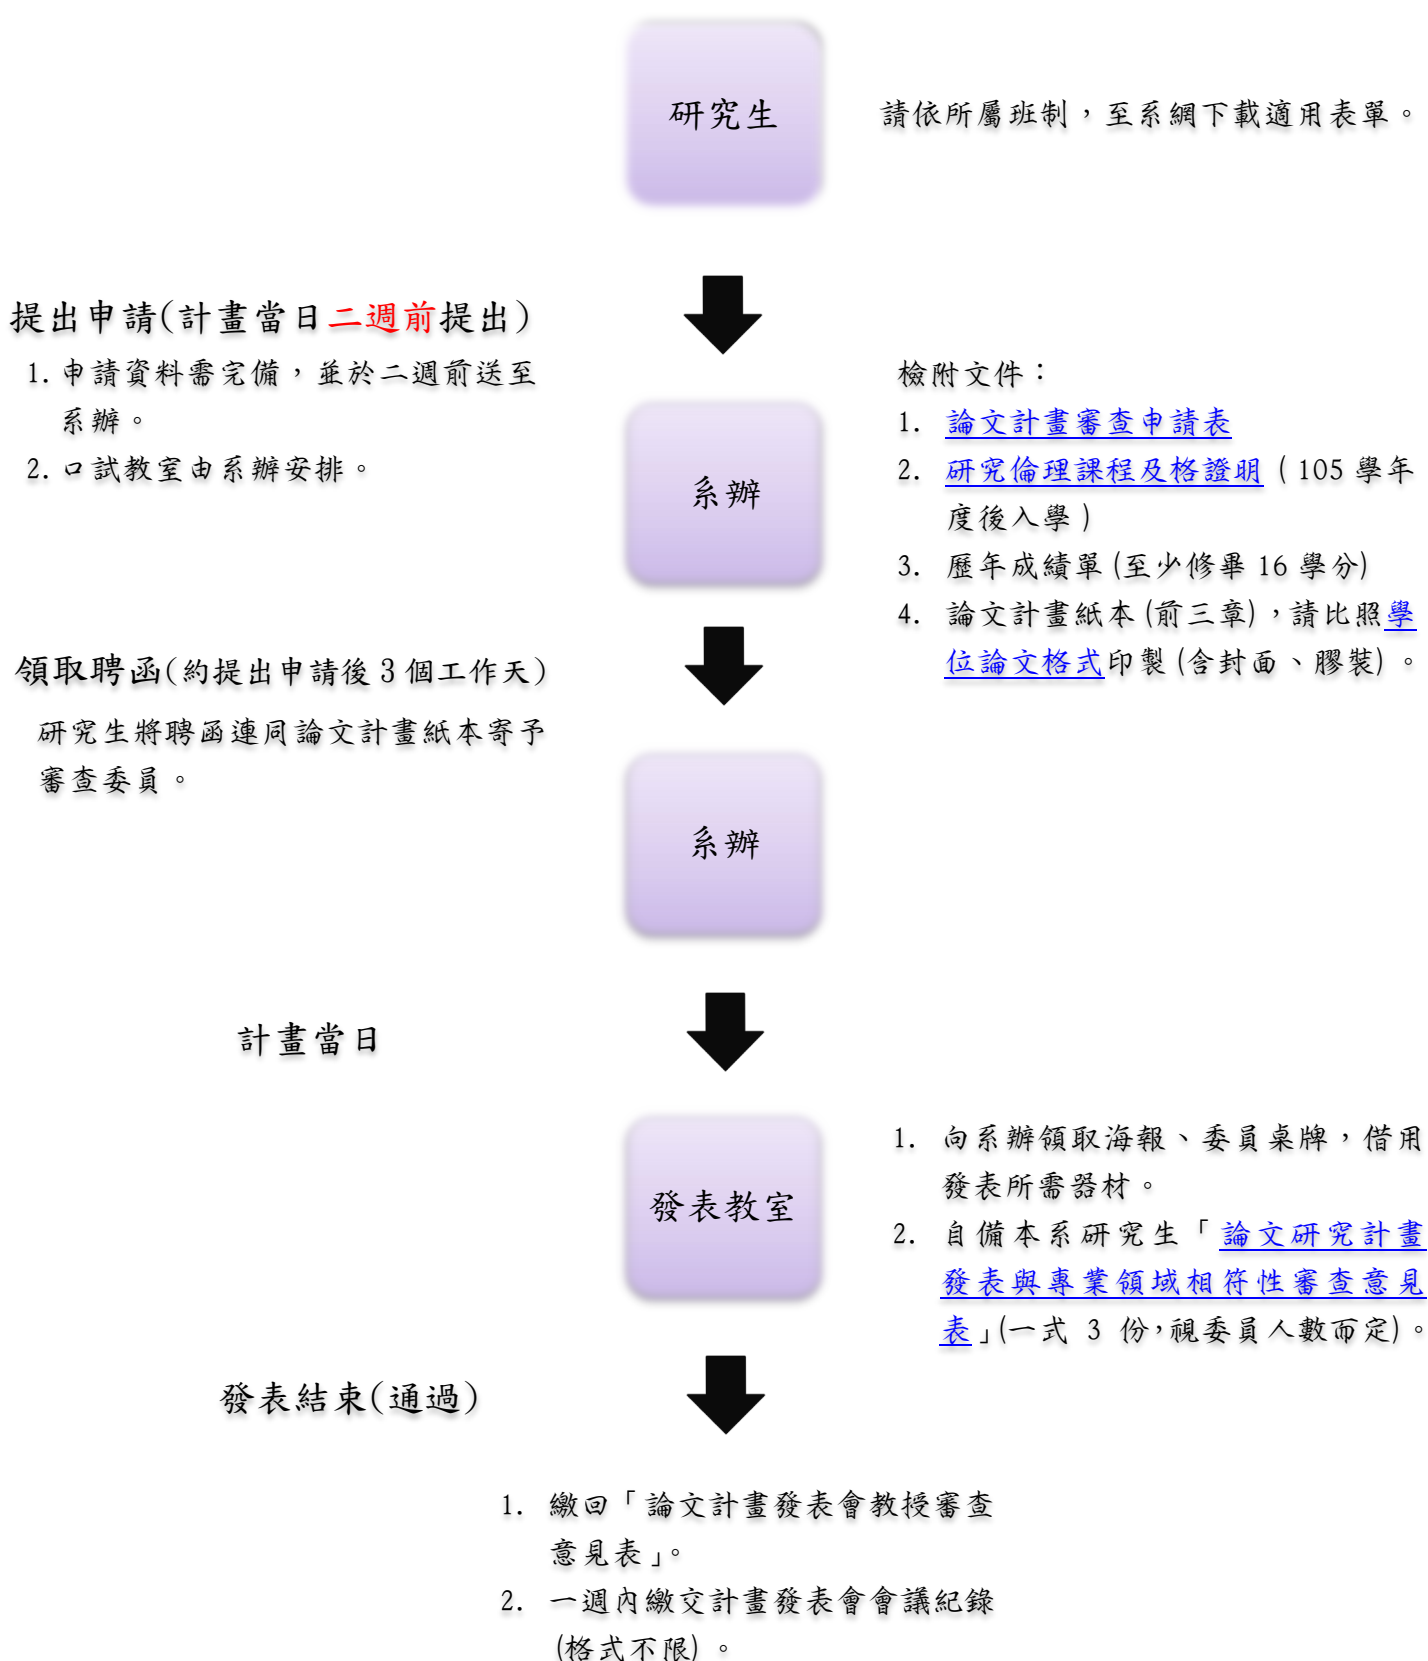 研究生
請依所屬班制，至系網下載適用表單。
提出申請(計畫當日二週前提出)
1. 申請資料需完備，並於二週前送至
系辦。
2. 口試教室由系辦安排。
系辦
檢附文件：
1. 論文計畫審查申請表
2. 研究倫理課程及格證明(105 學年
度後入學)
3. 歷年成績單(至少修畢 16 學分)
4. 論文計畫紙本(前三章)，請比照學
位論文格式印製(含封面、膠裝)。
領取聘函(約提出申請後 3 個工作天)
研究生將聘函連同論文計畫紙本寄予
審查委員。
系辦
計畫當日
發表教室
1. 向系辦領取海報、委員桌牌，借用
發表所需器材。
2. 自備本系研究生「論文研究計畫
發表與專業領域相符性審查意見
表」(一式 3 份，視委員人數而定)。
發表結束(通過)
1. 繳回「論文計畫發表會教授審查
意見表」。
2. 一週內繳交計畫發表會會議紀錄
(格式不限)。